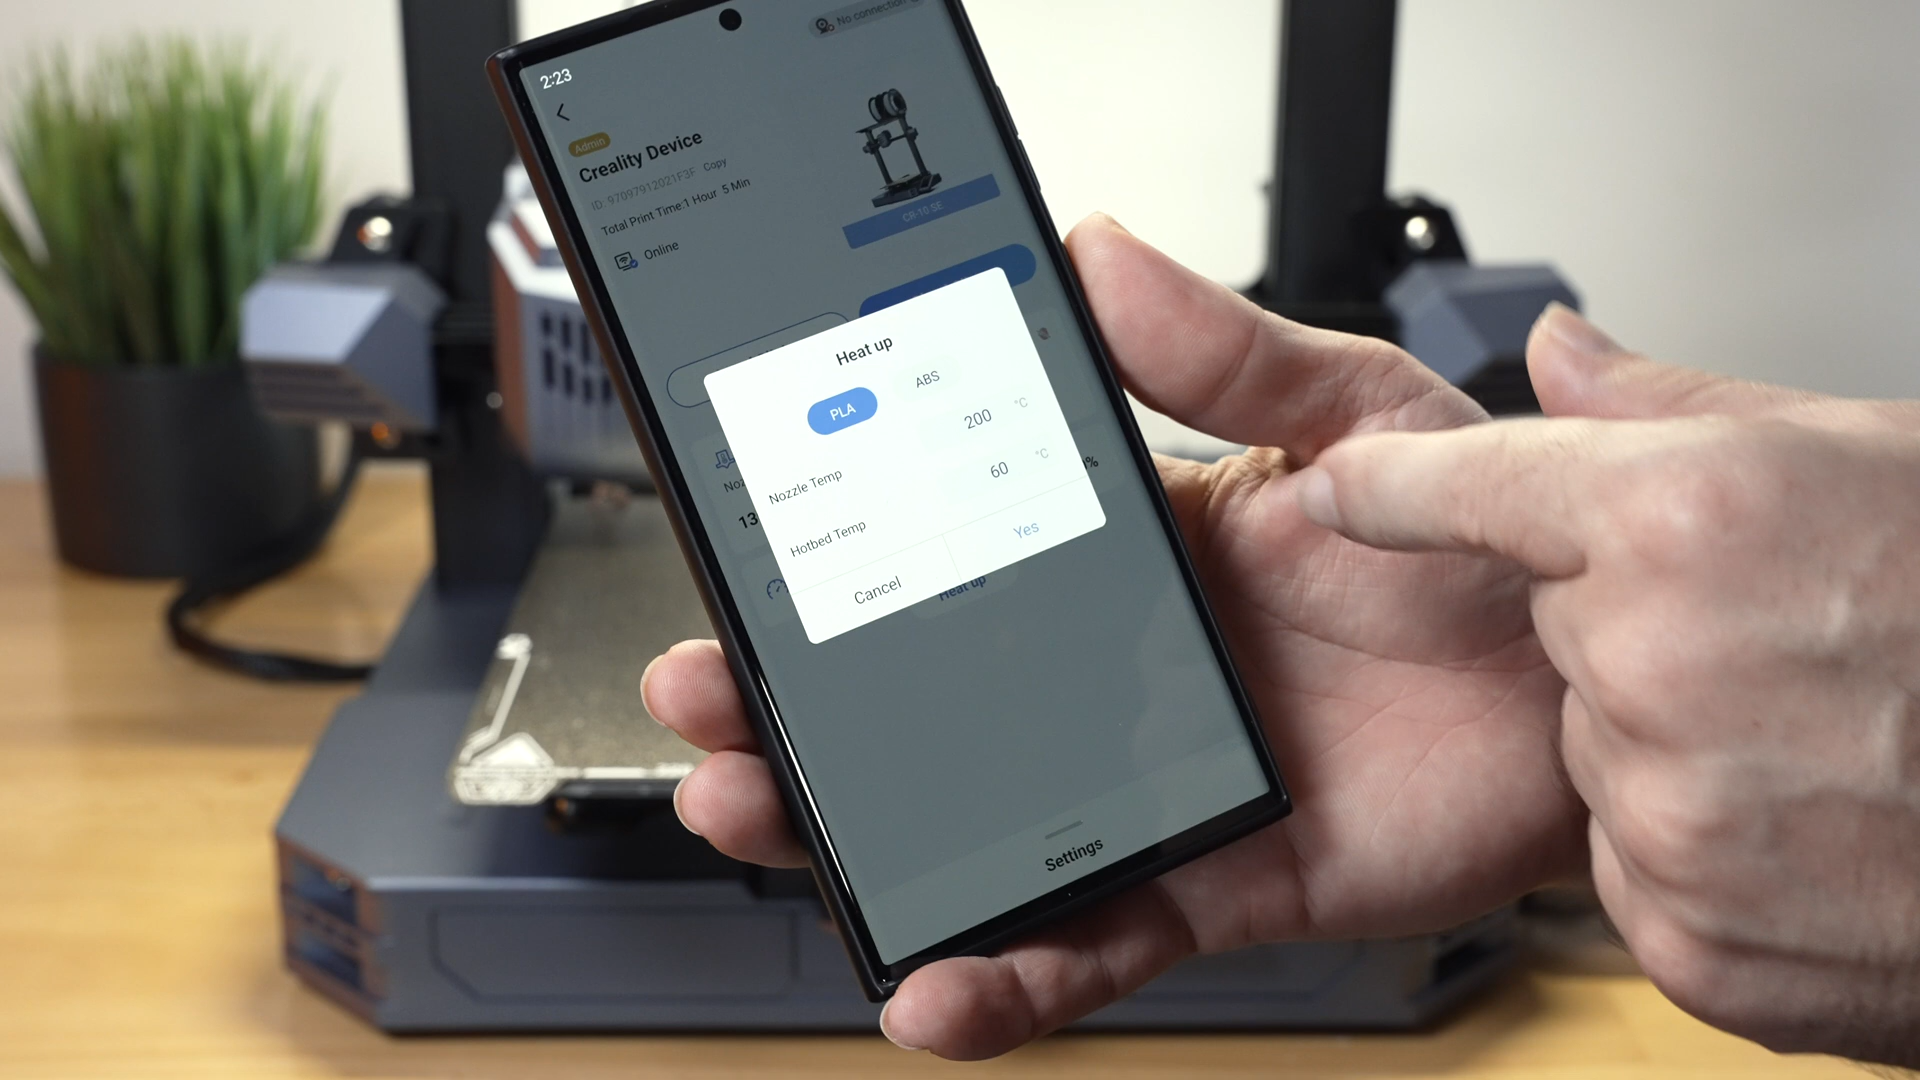 No connection
2:23
Admin
Creality Device
ID: 97097912021F3F Copy
Total Print Time:1 Hour 5 Min
Online
CR-10 SE
Heat up
PLA ABS
Nozzle Temp 200 °C
Hotbed Temp 60 °C
Cancel Yes
13
%
Heat up
Settings